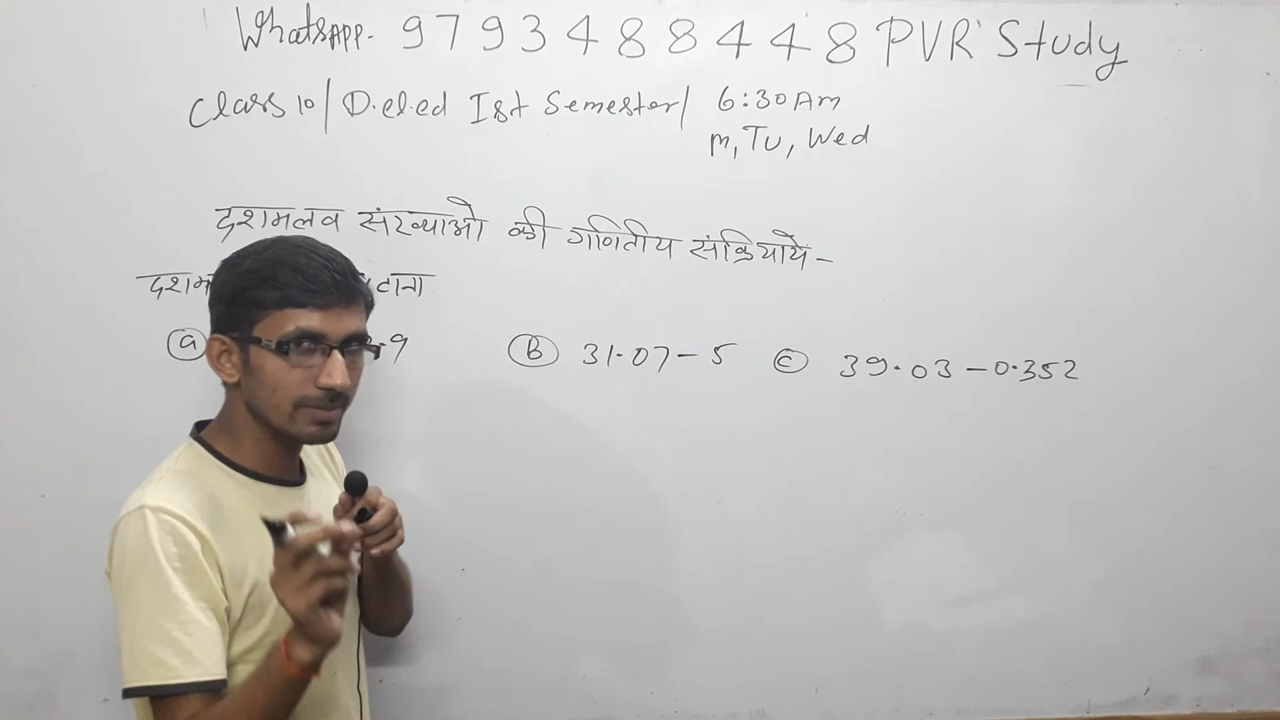 WhatsApp. 9793488448 PVR Study
Class 10/ D.el.ed Ist Semester/ 6:30 Am
m, Tu, Wed
दशमलव संख्याओ की गणितीय संक्रियाये -
टाना
(a) .9 (B) 31.07 - 5 (C) 39.03 - 0.352